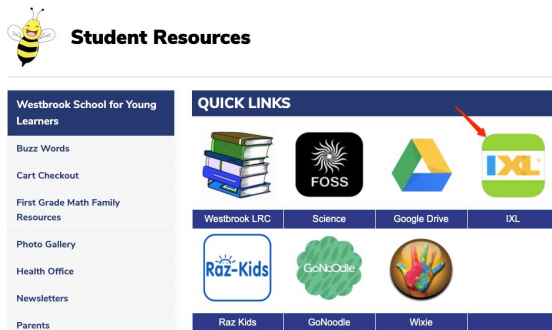 Student Resources
Westbrook School for Young
Learners
Buzz Words
Cart Checkout
First Grade Math Family
Resources
Photo Gallery
Health Office
Newsletters
Parents
QUICK LINKS
FOSS
IXL
Westbrook LRC
Science
Google Drive
IXL
Raz-Kids
GoNoodle
Raz Kids
GoNoodle
Wixie